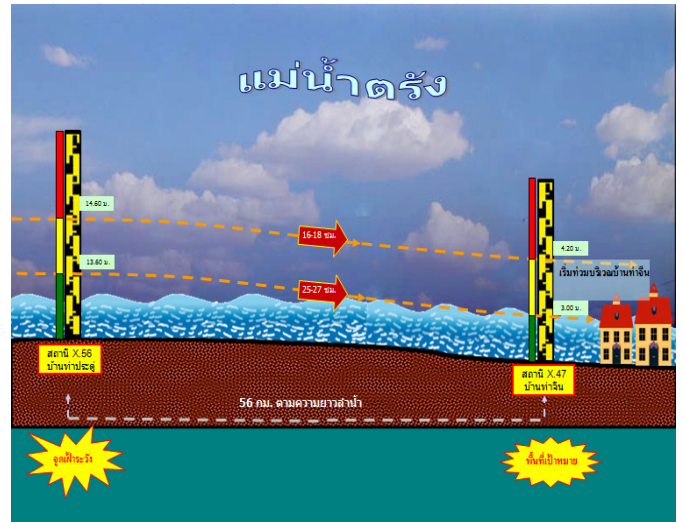 แม่น้ำตรัง
14.60 ม.
16-18 ชม.
4.20 ม.
13.60 ม.
เริ่มท่วมบริเวณบ้านท่าจีน
25-27 ชม.
3.00 ม.
สถานี X.56
บ้านท่าประดู่
สถานี X.47
บ้านท่าจีน
56 กม. ตามความยาวลำน้ำ
จุดเฝ้าระวัง
พื้นที่เป้าหมาย